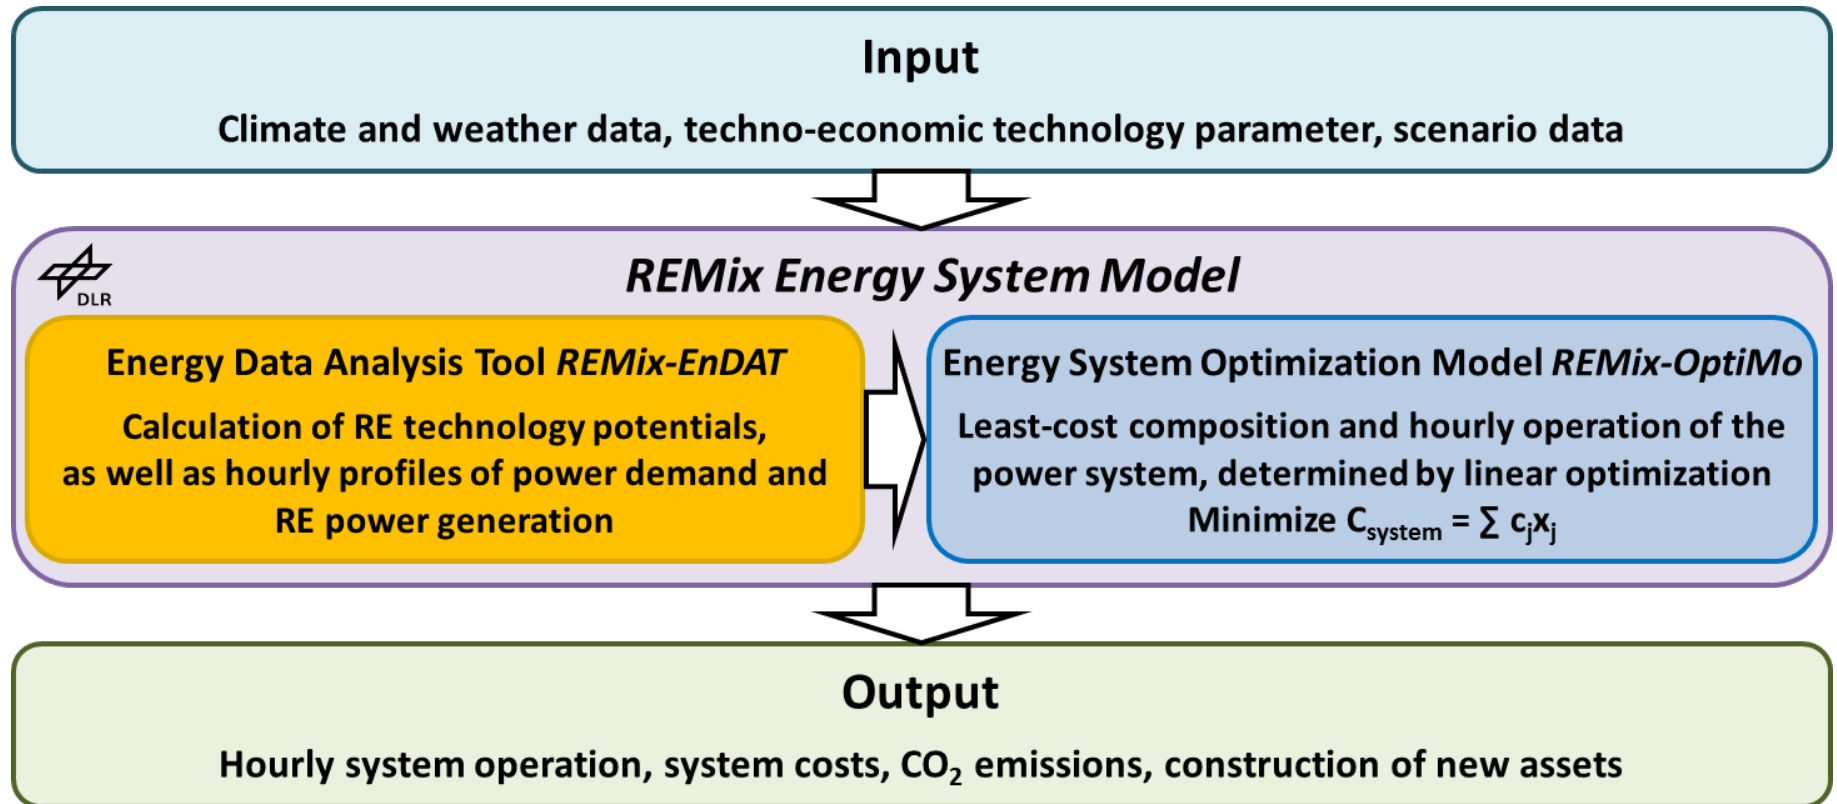 Input
Climate and weather data, techno-economic technology parameter, scenario data
DLR
REMix Energy System Model
Energy Data Analysis Tool REMix-EnDAT
Calculation of RE technology potentials,
as well as hourly profiles of power demand and
RE power generation
Energy System Optimization Model REMix-OptiMo
Least-cost composition and hourly operation of the
power system, determined by linear optimization
Minimize C_system = ∑ c_jx_j
Output
Hourly system operation, system costs, CO₂ emissions, construction of new assets